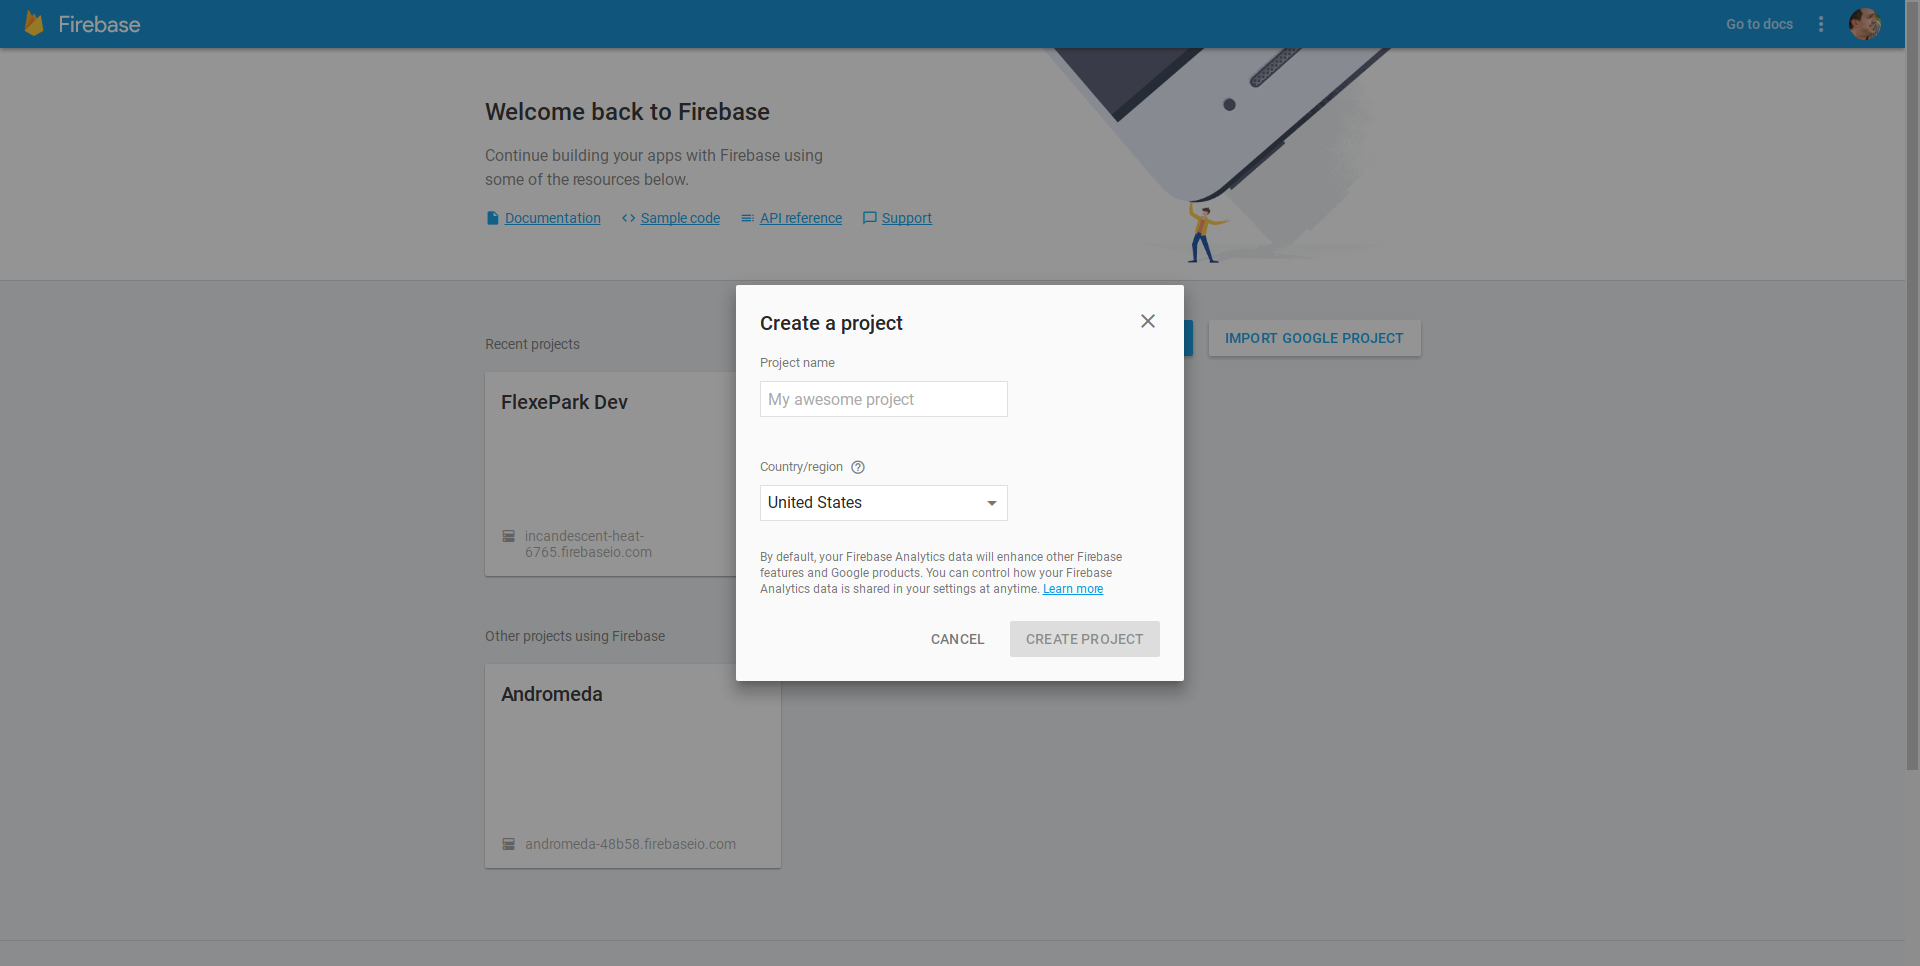 Firebase
Go to docs
Welcome back to Firebase
Continue building your apps with Firebase using
some of the resources below.
Documentation
Sample code
API reference
Support
Create a project
Project name
My awesome project
Country/region
United States
By default, your Firebase Analytics data will enhance other Firebase
features and Google products. You can control how your Firebase
Analytics data is shared in your settings at anytime. Learn more
CANCEL
CREATE PROJECT
IMPORT GOOGLE PROJECT
Recent projects
FlexePark Dev
incandescent-heat-
6765.firebaseio.com
Other projects using Firebase
Andromeda
andromeda-48b58.firebaseio.com